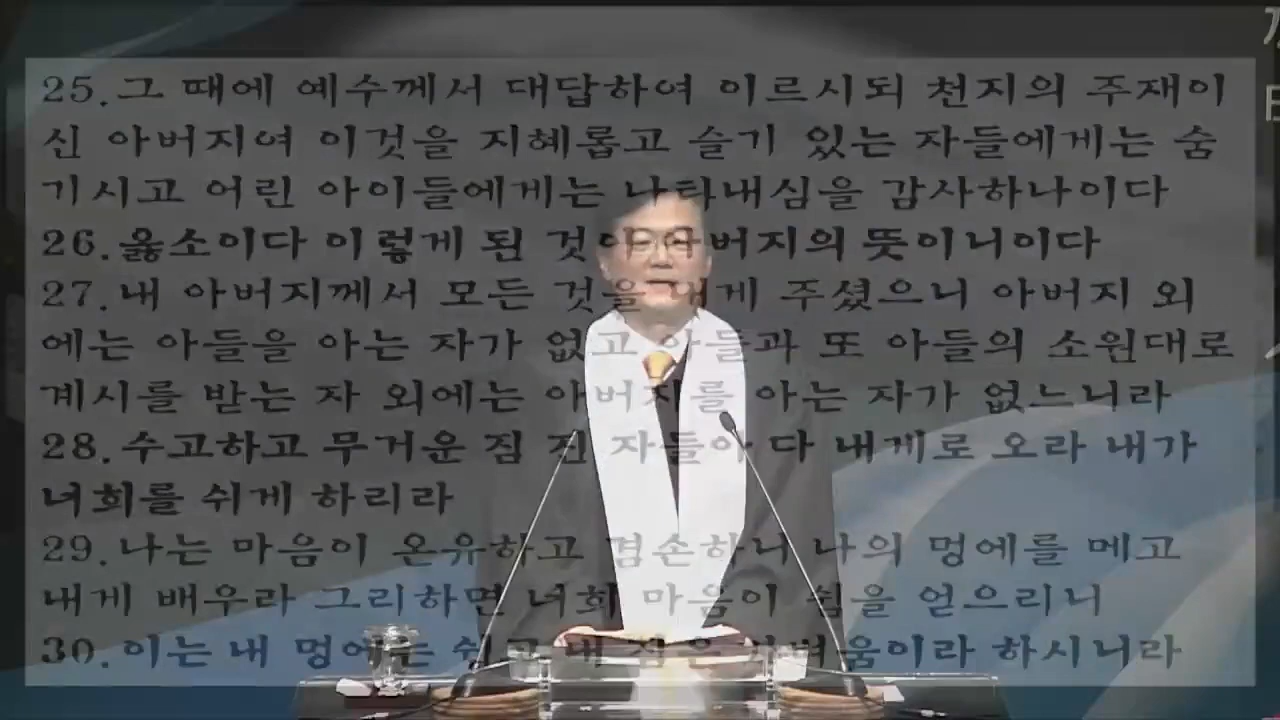 25.그 때에 예수께서 대답하여 이르시되 천지의 주재이
신 아버지여 이것을 지혜롭고 슬기 있는 자들에게는 숨
기시고 어린 아이들에게는 나타내심을 감사하나이다
26.옳소이다 이렇게 된 것이 아버지의 뜻이니이다
27.내 아버지께서 모든 것을 내게 주셨으니 아버지 외
에는 아들을 아는 자가 없고 아들과 또 아들의 소원대로
계시를 받는 자 외에는 아버지를 아는 자가 없느니라
28.수고하고 무거운 짐 진 자들아 다 내게로 오라 내가
너희를 쉬게 하리라
29.나는 마음이 온유하고 겸손하니 나의 멍에를 메고
내게 배우라 그리하면 너희 마음이 쉼을 얻으리니
30.이는 내 멍에는 쉽고 내 짐은 가벼움이라 하시니라